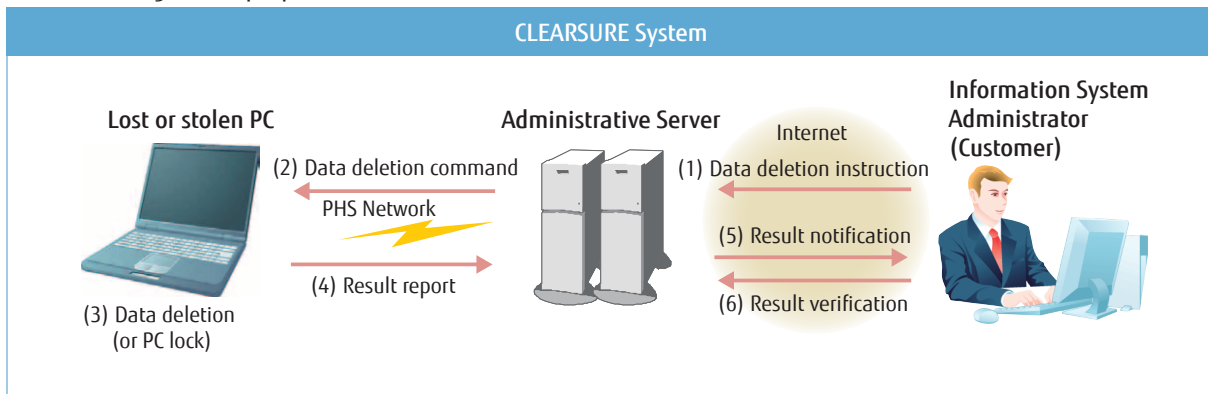 CLEARSURE System
Lost or stolen PC
Administrative Server
Internet
Information System
Administrator
(Customer)
(2) Data deletion command
PHS Network
(1) Data deletion instruction
(5) Result notification
(4) Result report
(6) Result verification
(3) Data deletion
(or PC lock)